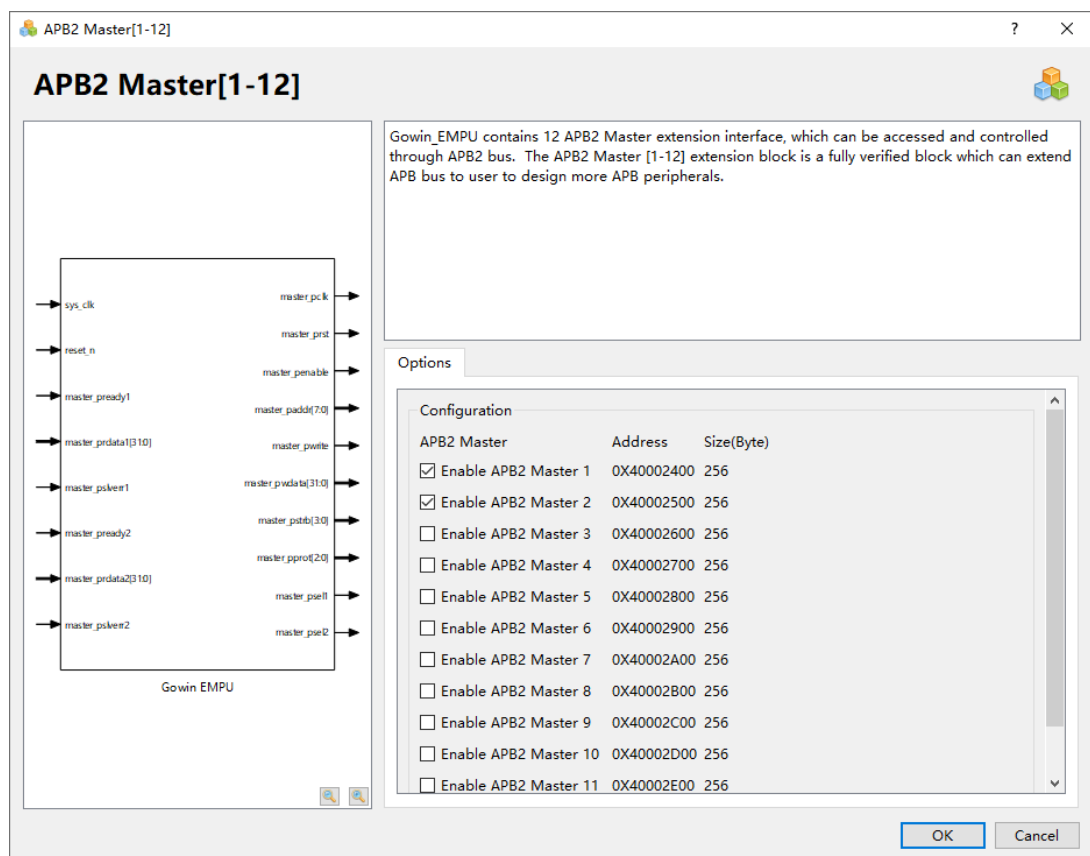 APB2 Master[1-12]
?
APB2 Master[1-12]
Gowin_EMPU contains 12 APB2 Master extension interface, which can be accessed and controlled
through APB2 bus.  The APB2 Master [1-12] extension block is a fully verified block which can extend
APB bus to user to design more APB peripherals.
sys_clk
reset_n
master_pready1
master_prdata1[31:0]
master_pslverr1
master_pready2
master_prdata2[31:0]
master_pslverr2
master_pclk
master_prst
master_penable
master_paddr[7:0]
master_pwrite
master_pwdata[31:0]
master_pstrb[3:0]
master_pprot[2:0]
master_psel1
master_psel2
Gowin EMPU
Options
Configuration
APB2 Master Address Size(Byte)
Enable APB2 Master 1 0X40002400 256
Enable APB2 Master 2 0X40002500 256
Enable APB2 Master 3 0X40002600 256
Enable APB2 Master 4 0X40002700 256
Enable APB2 Master 5 0X40002800 256
Enable APB2 Master 6 0X40002900 256
Enable APB2 Master 7 0X40002A00 256
Enable APB2 Master 8 0X40002B00 256
Enable APB2 Master 9 0X40002C00 256
Enable APB2 Master 10 0X40002D00 256
Enable APB2 Master 11 0X40002E00 256
OK
Cancel